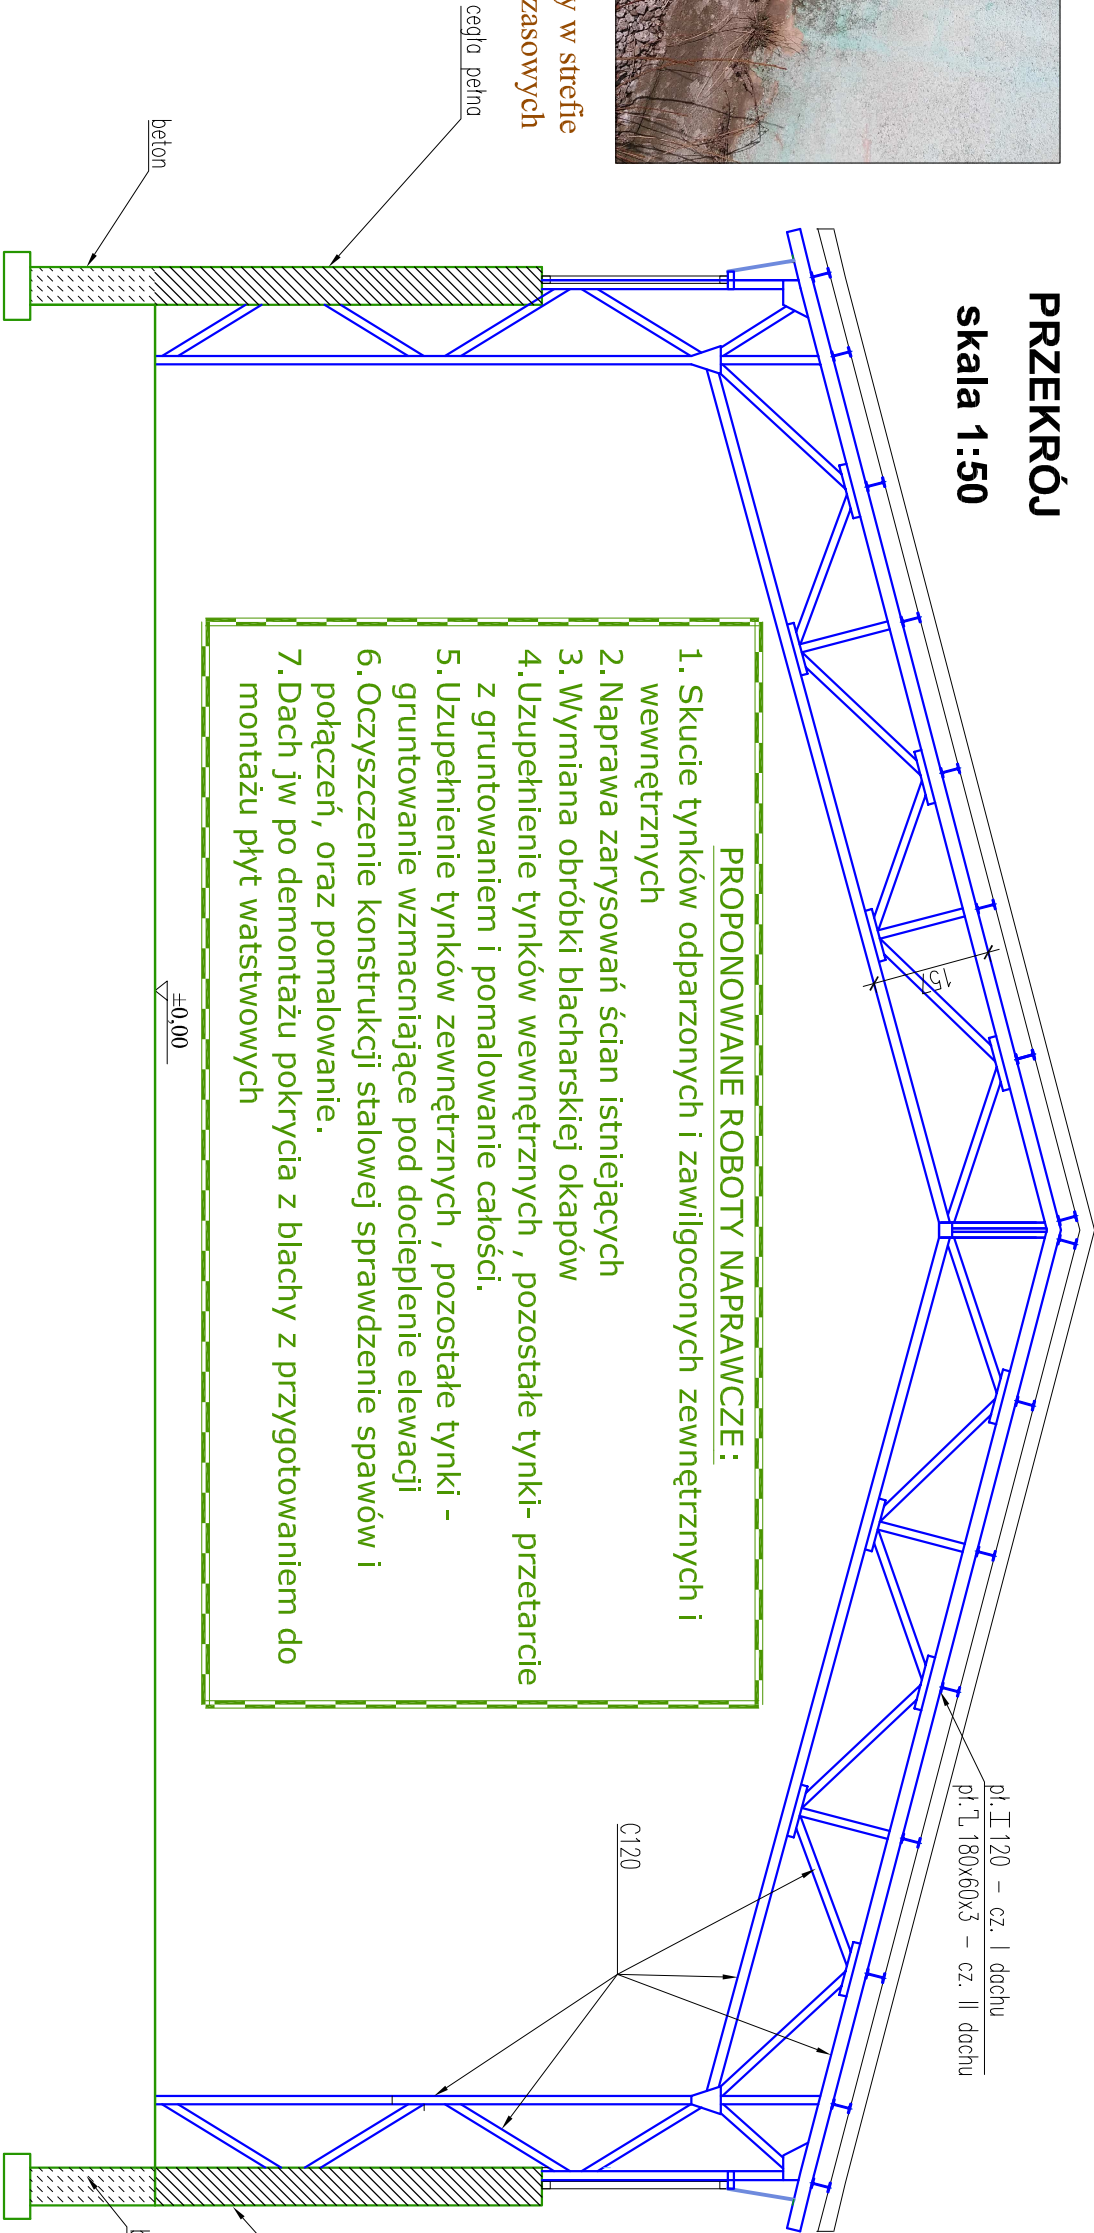 y w strefie
zasowych
PRZEKRÓJ
skala 1:50
cegła pełna
beton
157
pł. I 120 - cz. I dachu
pł. 180x60x3 - cz. II dachu
C120
PROPONOWANE ROBOTY NAPRAWCZE:
1. Skucie tynków odparzonych i zawilgoconych zewnętrznych i
wewnętrznych
2.Naprawa zarysowań ścian istniejących
3.Wymiana obróbki blacharskiej okapów
4.Uzupełnienie tynków wewnętrznych , pozostałe tynki- przetarcie
z gruntowaniem i pomalowanie całości.
5.Uzupełnienie tynków zewnętrznych , pozostałe tynki -
gruntowanie wzmacniające pod docieplenie elewacji
6.Oczyszczenie konstrukcji stalowej sprawdzenie spawów i
połączeń, oraz pomalowanie.
7.Dach jw po demontażu pokrycia z blachy z przygotowaniem do
montażu płyt watstwowych
±0,00